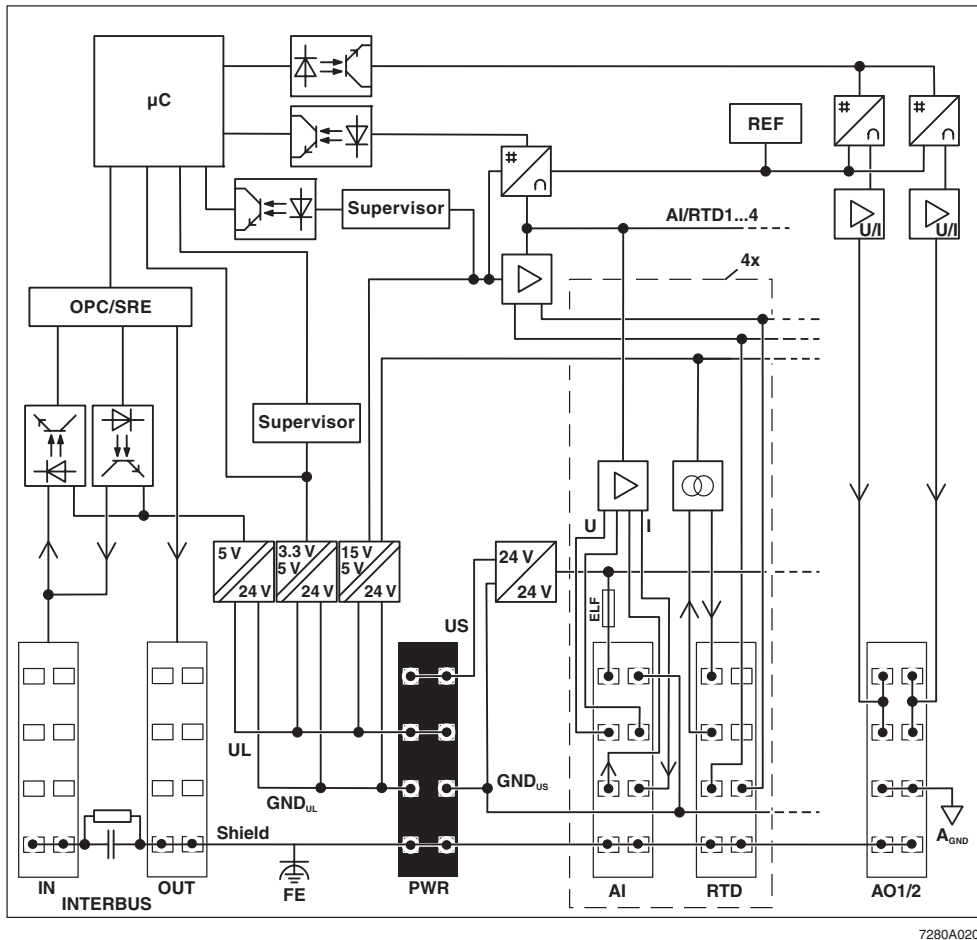 µC
REF
#
∩
#
∩
#
∩
Supervisor
AI/RTD1...4
U/I
U/I
4x
OPC/SRE
Supervisor
U
I
5 V
24 V
3.3 V
5 V
24 V
15 V
5 V
24 V
24 V
24 V
ELF
US
UL
GNDUL
GNDUS
Shield
AGND
FE
IN
OUT
PWR
AI
RTD
AO1/2
INTERBUS
7280A020